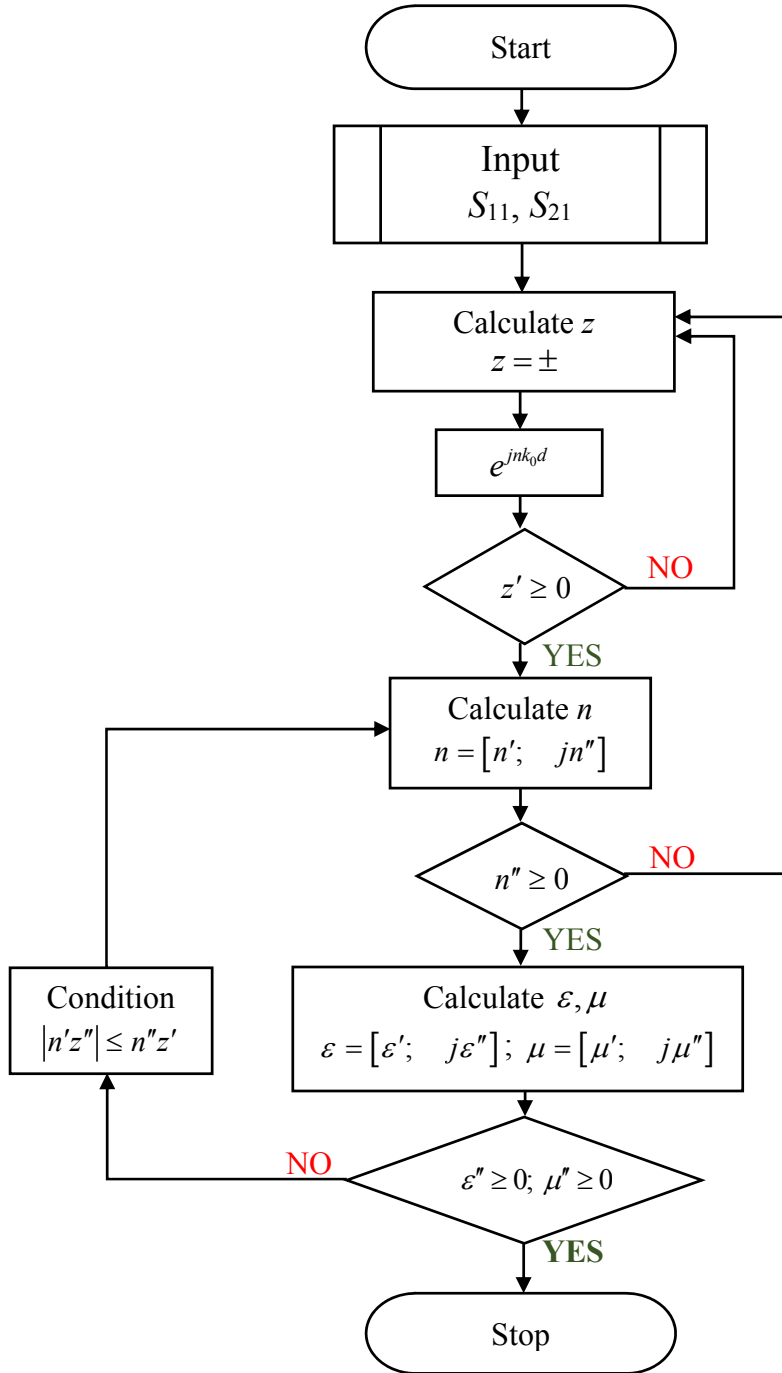 Start
Input
S₁₁, S₂₁
Calculate z
z = ±
e^{jnk₀d}
z′ ≥ 0
NO
YES
Calculate n
n = [n′; jn″]
n″ ≥ 0
NO
YES
Condition
|n′z″| ≤ n″z′
Calculate ε, μ
ε = [ε′; jε″]; μ = [μ′; jμ″]
NO
ε″ ≥ 0; μ″ ≥ 0
YES
Stop